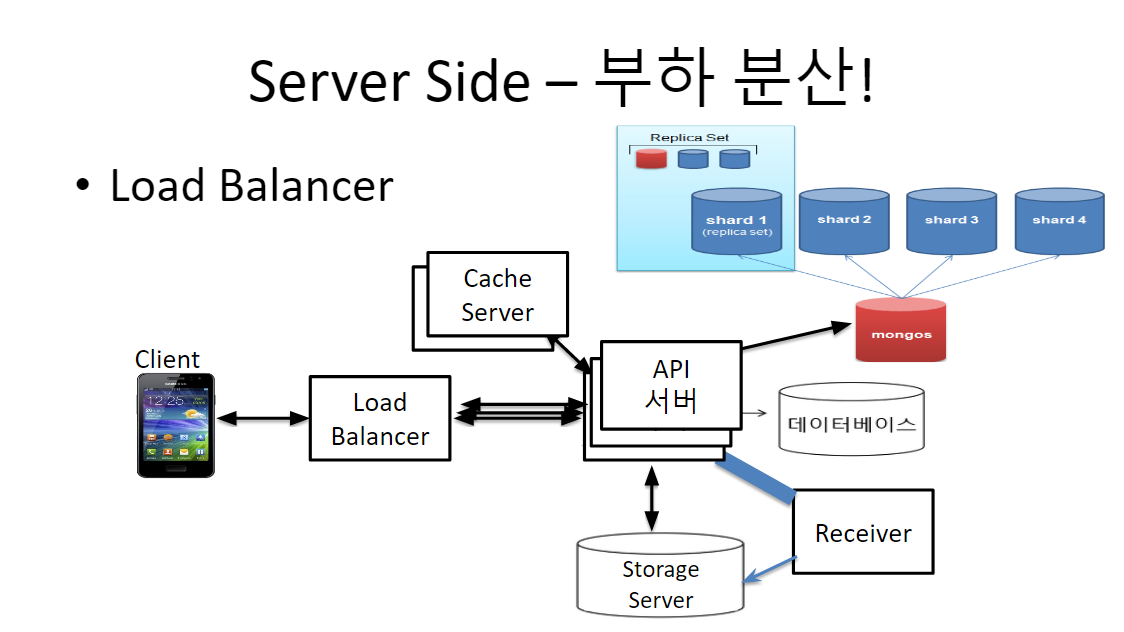 Server Side – 부하 분산!
• Load Balancer
Replica Set
shard 1
(replica set)
shard 2
shard 3
shard 4
Cache
Server
mongos
Client
12:25
API
서버
Load
Balancer
데이터베이스
Receiver
Storage
Server